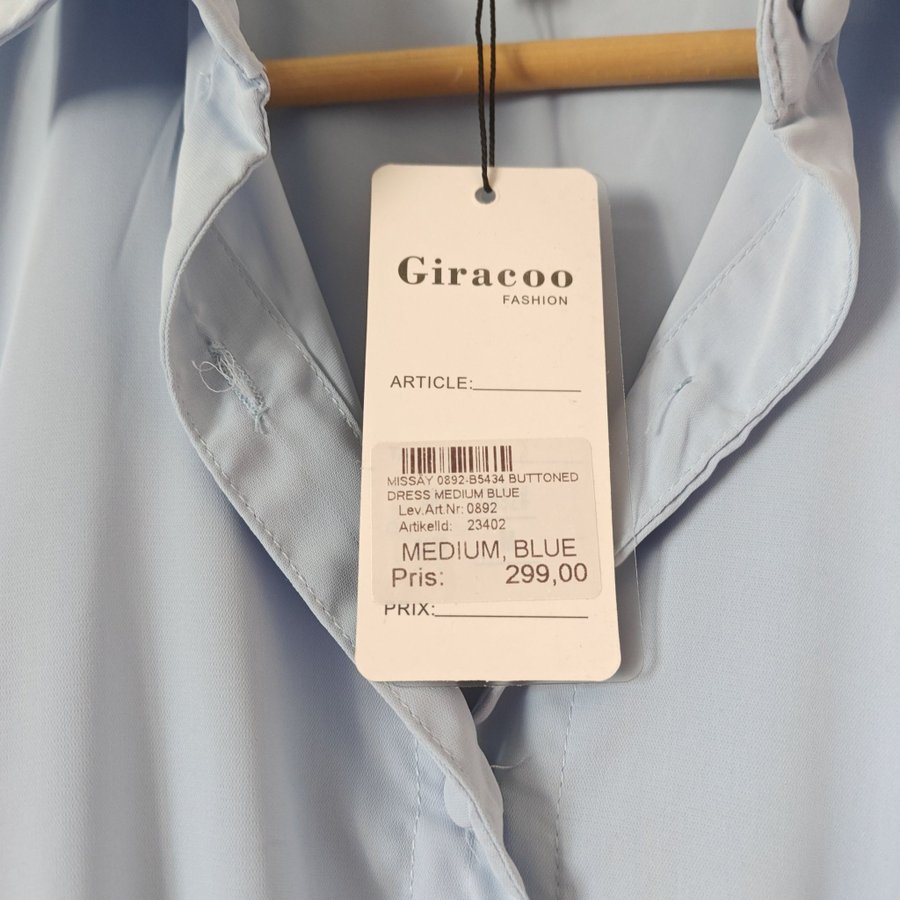 Giracoo
FASHION
ARTICLE:
MISSAY 0892-B5434 BUTTONED
DRESS MEDIUM BLUE
Lev.Art.Nr: 0892
ArtikelId: 23402
MEDIUM, BLUE
Pris: 299,00
PRIX: